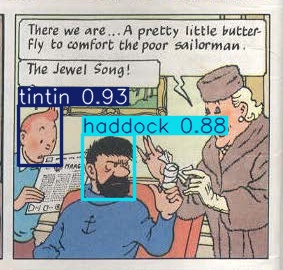 There we are... A pretty little butter-
fly to comfort the poor sailorman.
The Jewel Song!
tintin 0.93
haddock 0.88